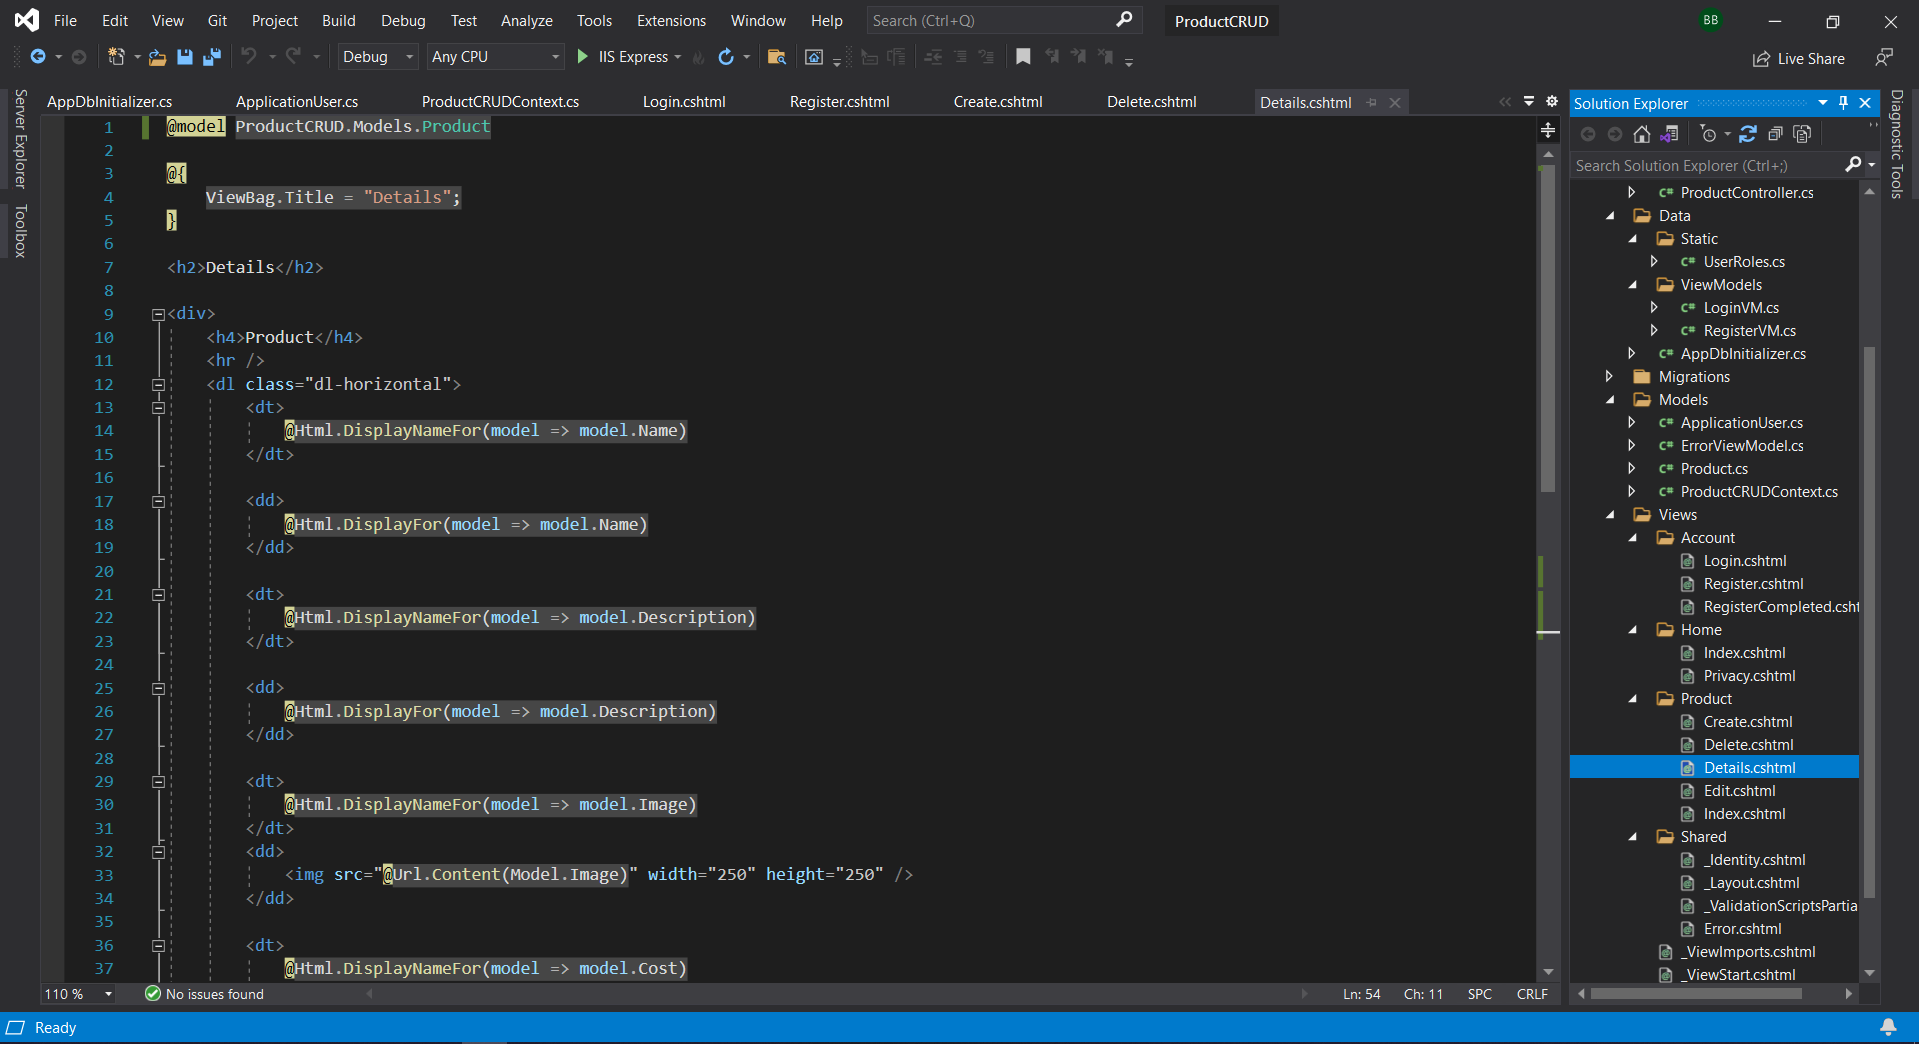 File Edit View Git Project Build Debug Test Analyze Tools Extensions Window Help Search (Ctrl+Q) ProductCRUD BB
Debug Any CPU IIS Express Live Share
Server Explorer
Toolbox
AppDbInitializer.cs ApplicationUser.cs ProductCRUDContext.cs Login.cshtml Register.cshtml Create.cshtml Delete.cshtml Details.cshtml
1 @model ProductCRUD.Models.Product
2
3 @{
4 ViewBag.Title = "Details";
5 }
6
7 <h2>Details</h2>
8
9 <div>
10 <h4>Product</h4>
11 <hr />
12 <dl class="dl-horizontal">
13 <dt>
14 @Html.DisplayNameFor(model => model.Name)
15 </dt>
16
17 <dd>
18 @Html.DisplayFor(model => model.Name)
19 </dd>
20
21 <dt>
22 @Html.DisplayNameFor(model => model.Description)
23 </dt>
24
25 <dd>
26 @Html.DisplayFor(model => model.Description)
27 </dd>
28
29 <dt>
30 @Html.DisplayNameFor(model => model.Image)
31 </dt>
32 <dd>
33 <img src="@Url.Content(Model.Image)" width="250" height="250" />
34 </dd>
35
36 <dt>
37 @Html.DisplayNameFor(model => model.Cost)
110 % No issues found Ln: 54 Ch: 11 SPC CRLF
Solution Explorer
Search Solution Explorer (Ctrl+;)
C# ProductController.cs
Data
Static
C# UserRoles.cs
ViewModels
C# LoginVM.cs
C# RegisterVM.cs
C# AppDbInitializer.cs
Migrations
Models
C# ApplicationUser.cs
C# ErrorViewModel.cs
C# Product.cs
C# ProductCRUDContext.cs
Views
Account
Login.cshtml
Register.cshtml
RegisterCompleted.csht
Home
Index.cshtml
Privacy.cshtml
Product
Create.cshtml
Delete.cshtml
Details.cshtml
Edit.cshtml
Index.cshtml
Shared
_Identity.cshtml
_Layout.cshtml
_ValidationScriptsPartia
Error.cshtml
_ViewImports.cshtml
_ViewStart.cshtml
Diagnostic Tools
Ready